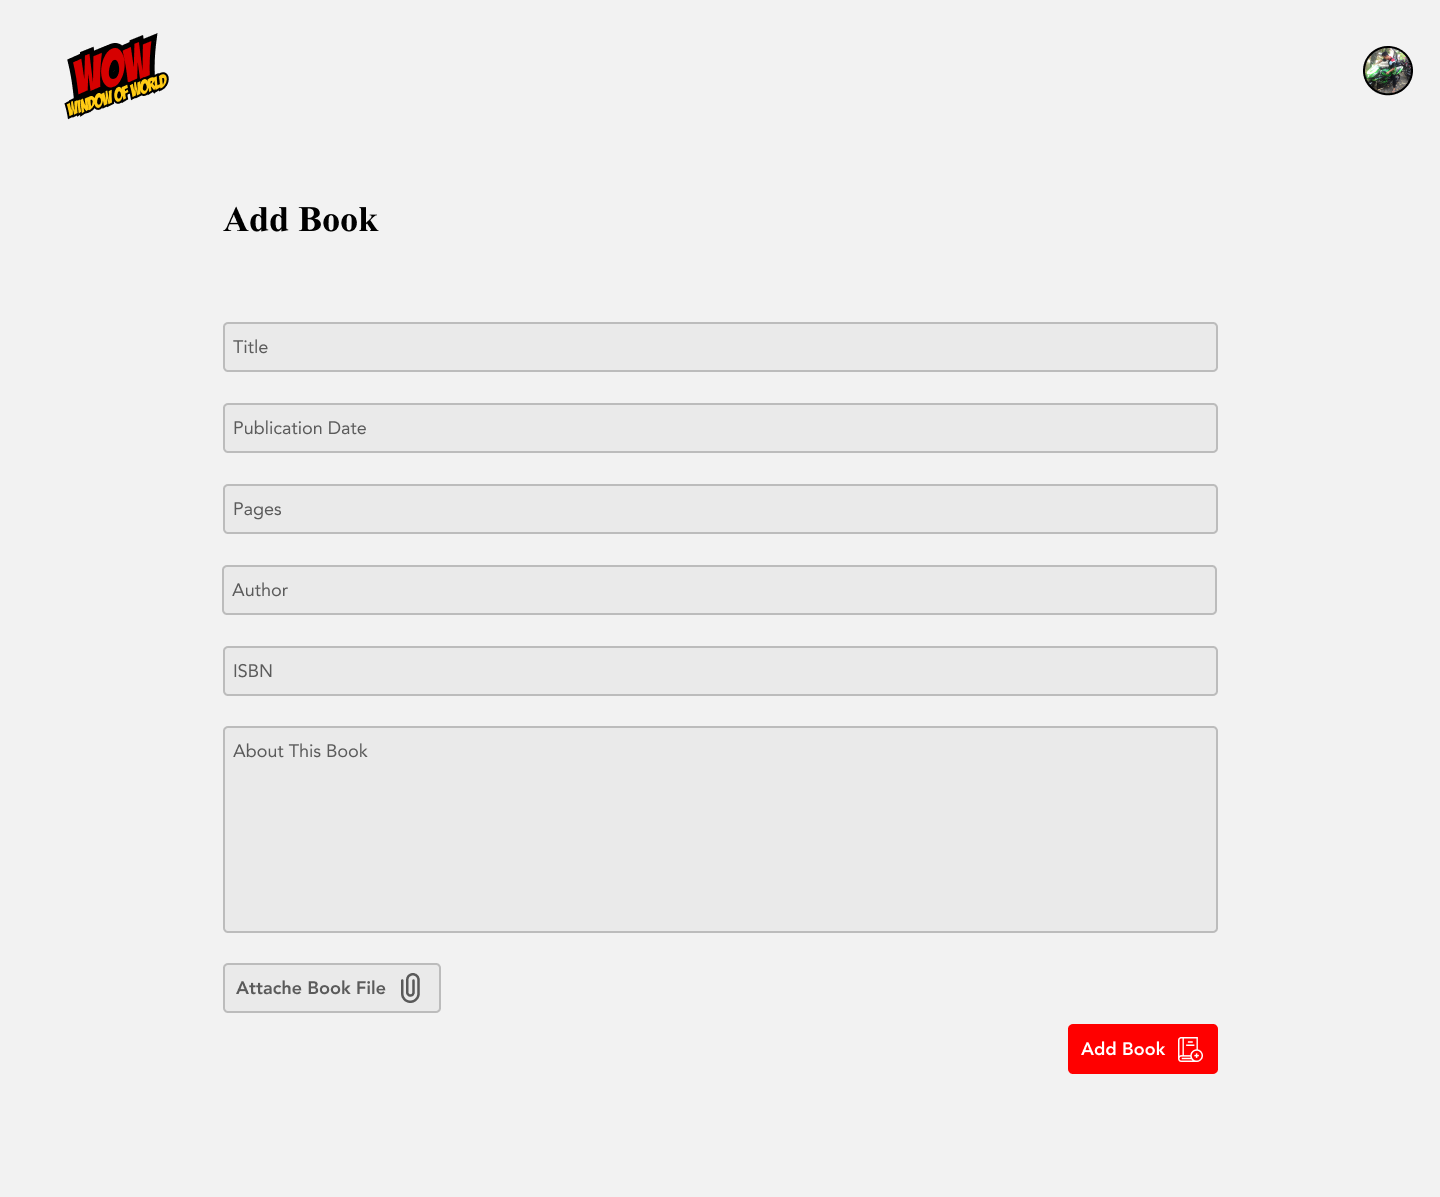 WOW
WINDOW OF WORLD
Add Book
Title
Publication Date
Pages
Author
ISBN
About This Book
Attache Book File
Add Book